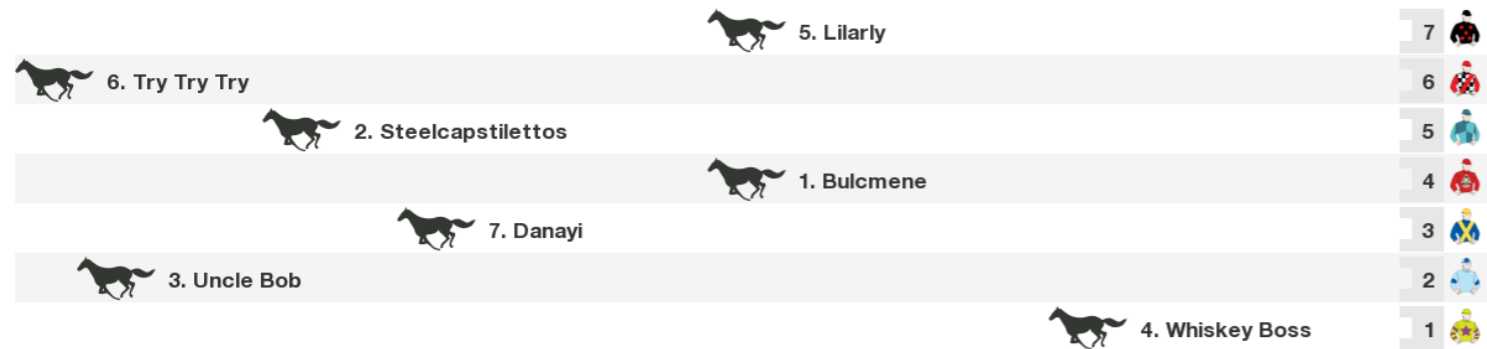 5. Lilarly 7
6. Try Try Try 6
2. Steelcapstilettos 5
1. Bulcmene 4
7. Danayi 3
3. Uncle Bob 2
4. Whiskey Boss 1